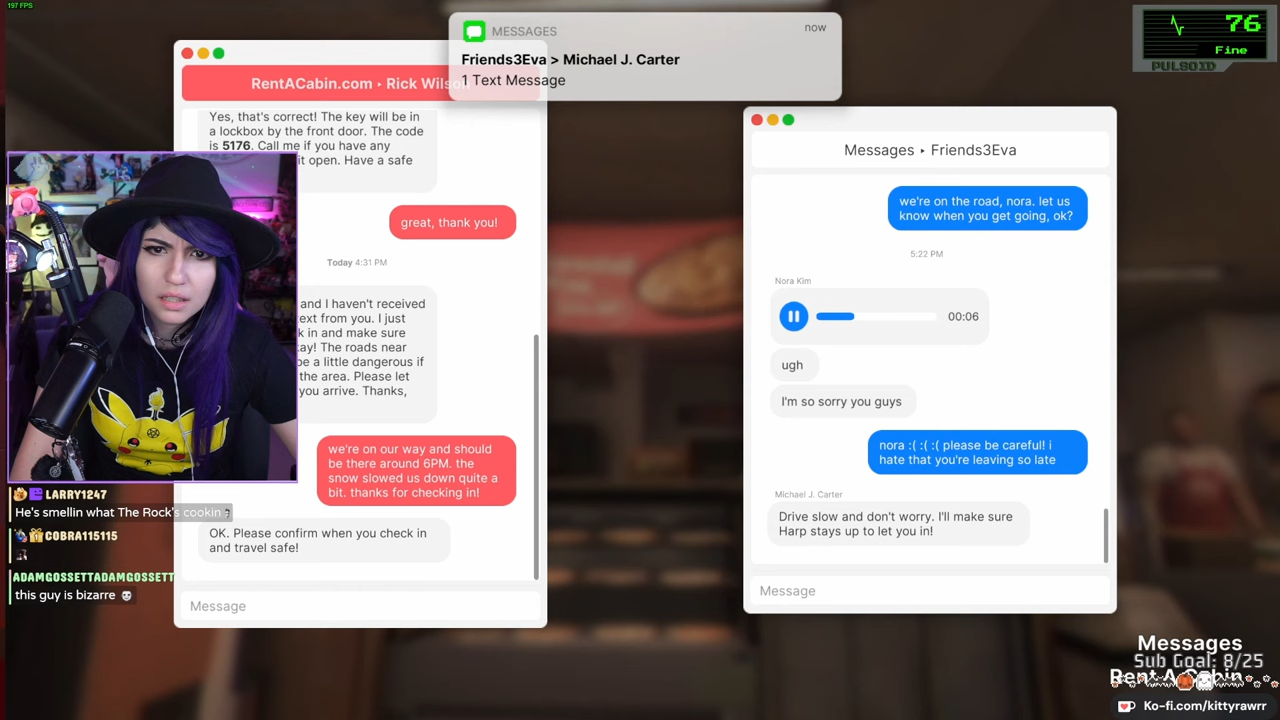 197 FPS
MESSAGES
now
Friends3Eva > Michael J. Carter
1 Text Message
76
Fine
PULSOID
RentACabin.com ‣ Rick Wilson
Yes, that's correct! The key will be in
a lockbox by the front door. The code
is 5176. Call me if you have any
it open. Have a safe
great, thank you!
Today 4:31 PM
and I haven't received
ext from you. I just
k in and make sure
ay! The roads near
be a little dangerous if
the area. Please let
you arrive. Thanks,
we're on our way and should
be there around 6PM. the
snow slowed us down quite a
bit. thanks for checking in!
OK. Please confirm when you check in
and travel safe!
Message
Messages ‣ Friends3Eva
we're on the road, nora. let us
know when you get going, ok?
5:22 PM
Nora Kim
00:06
ugh
I'm so sorry you guys
nora :( :( :( please be careful! i
hate that you're leaving so late
Michael J. Carter
Drive slow and don't worry. I'll make sure
Harp stays up to let you in!
Message
LARRY1247
He's smellin what The Rock's cookin
COBRA115115
ADAMGOSSETTADAMGOSSETT
this guy is bizarre 💀
Messages
Sub Goal: 8/25
Rent A Cabin
Ko-fi.com/kittyrawrr